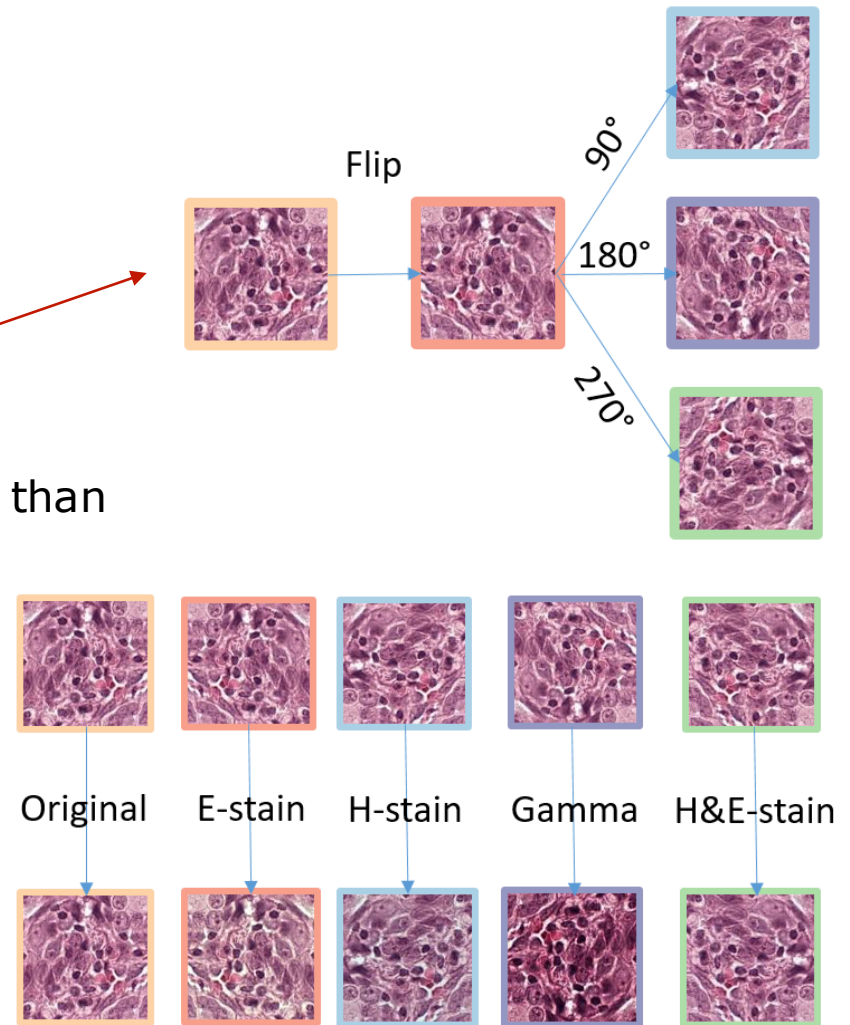 Flip
90°
180°
270°
than
Original
E-stain
H-stain
Gamma
H&E-stain